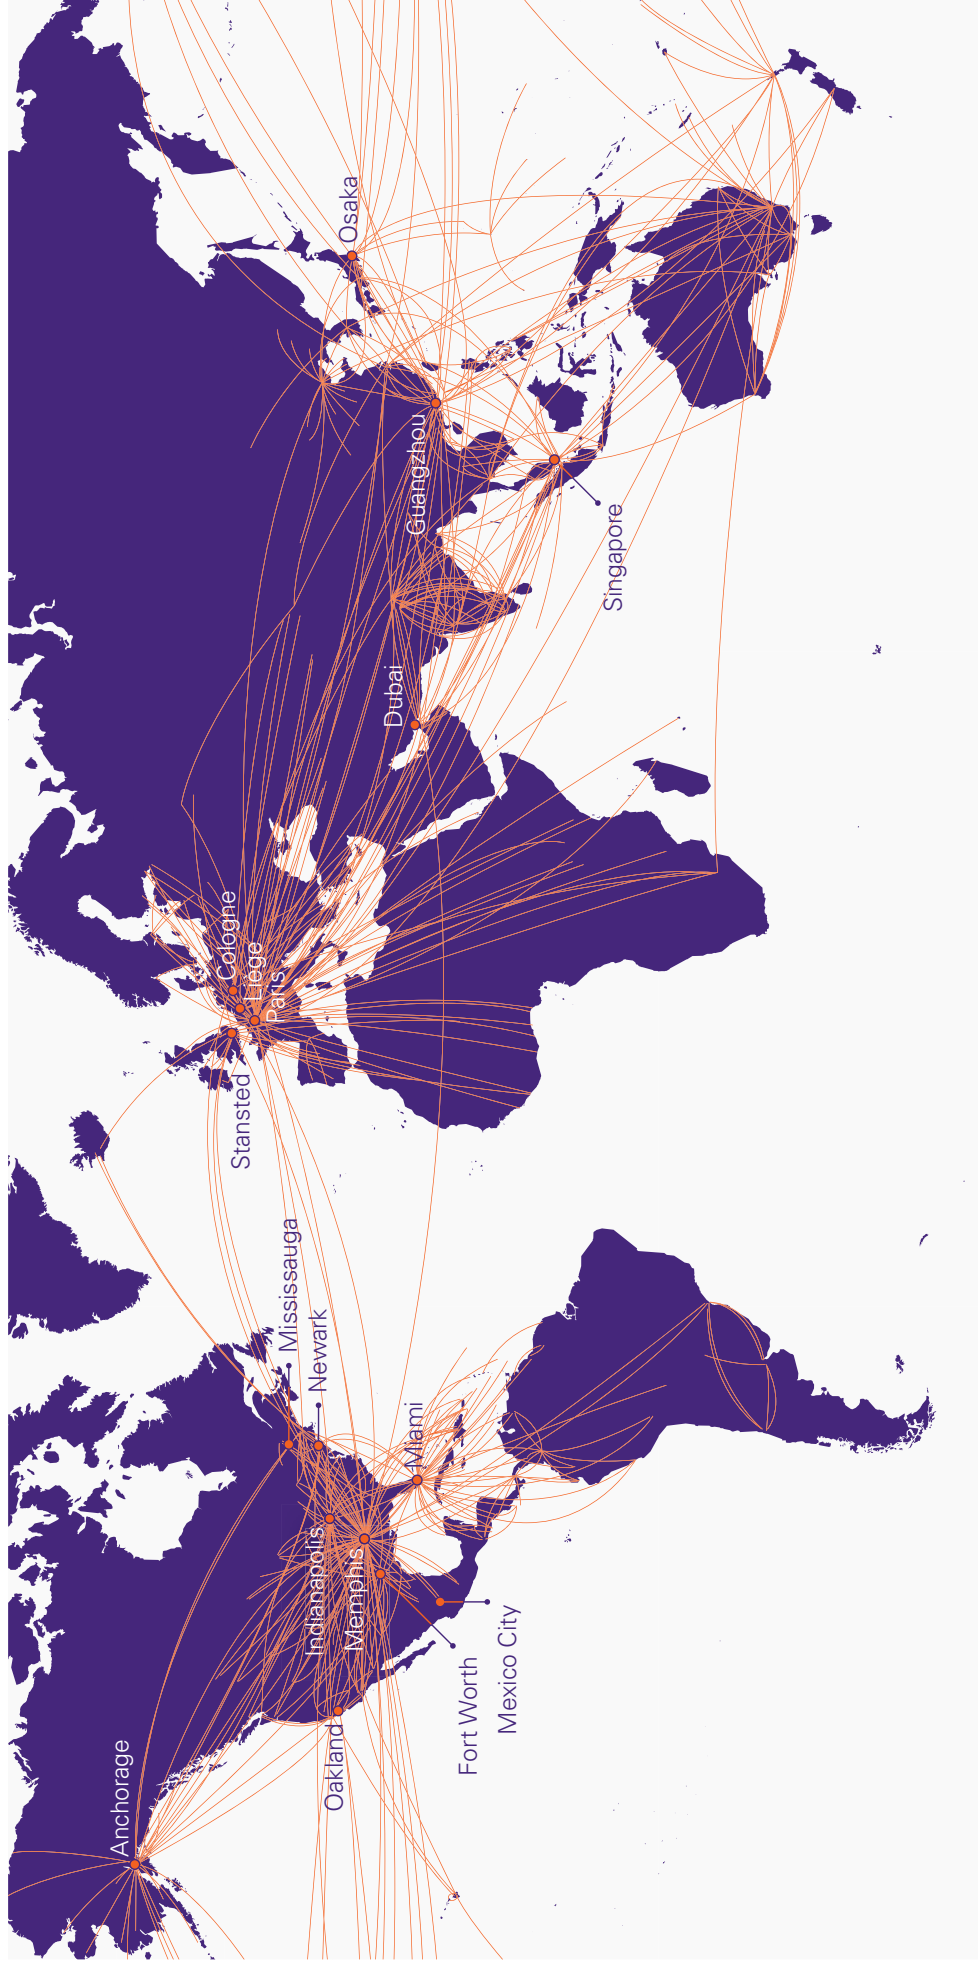 Anchorage
Oakland
Fort Worth
Mexico City
Indianapolis
Memphis
Miami
Newark
Mississauga
Stansted
Paris
Liege
Cologne
Dubai
Singapore
Guangzhou
Osaka